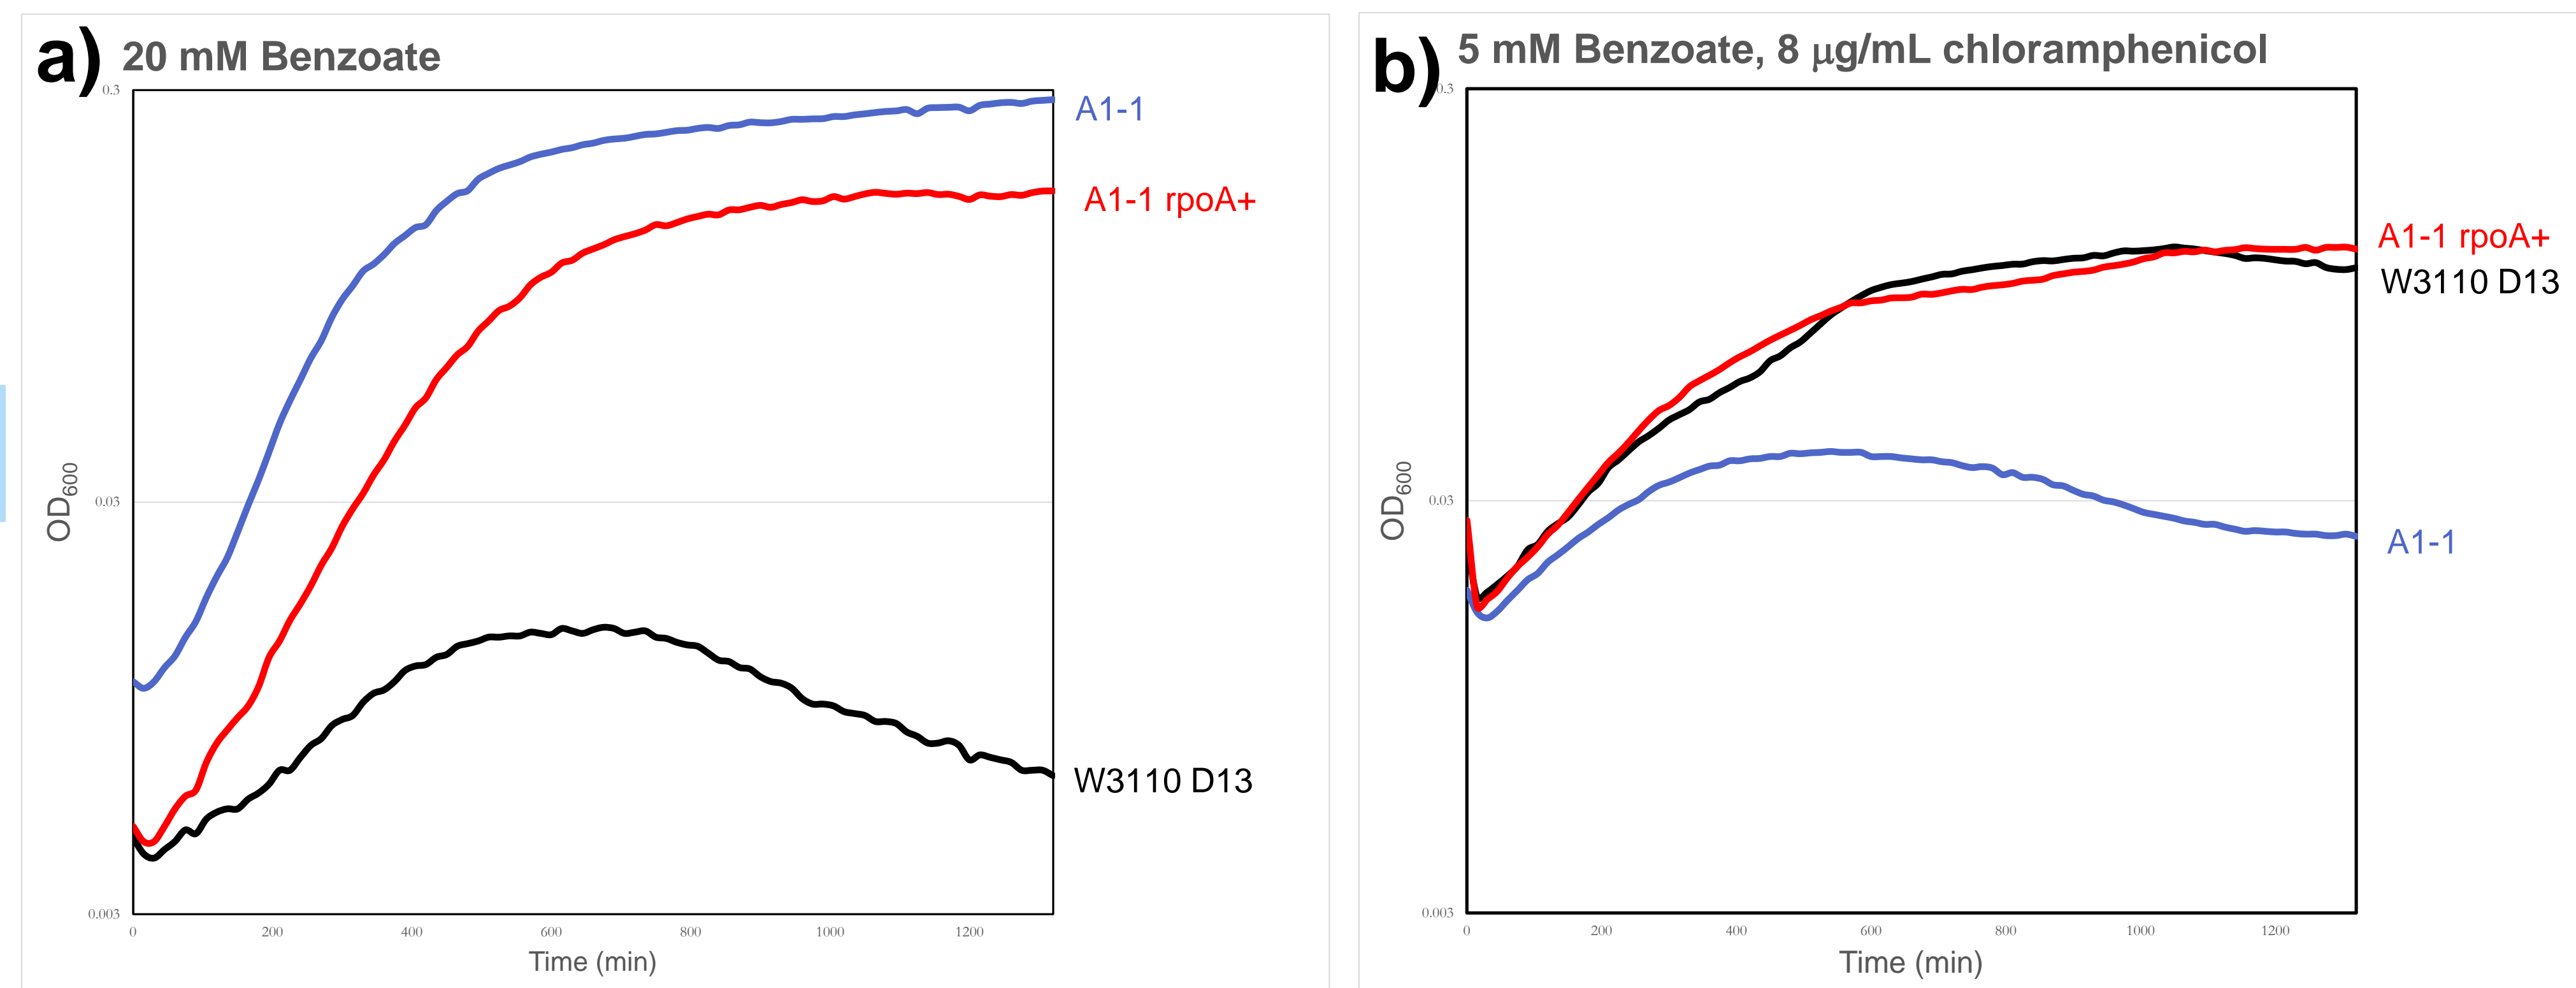 a) 20 mM Benzoate
0.3
0.03
0.003
OD600
0 200 400 600 800 1000 1200
Time (min)
A1-1
A1-1 rpoA+
W3110 D13
b) 5 mM Benzoate, 8 μg/mL chloramphenicol
0.3
0.03
0.003
OD600
0 200 400 600 800 1000 1200
Time (min)
A1-1 rpoA+
W3110 D13
A1-1